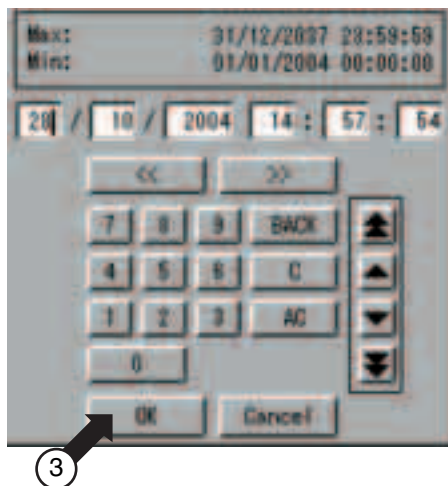 Max: 31/12/2037 23:59:59
Min: 01/01/2004 00:00:00
28 / 10 / 2004 14 : 57 : 54
<< >>
7 8 9 BACK
4 5 6 C
1 2 3 AC
0
OK Cancel
3